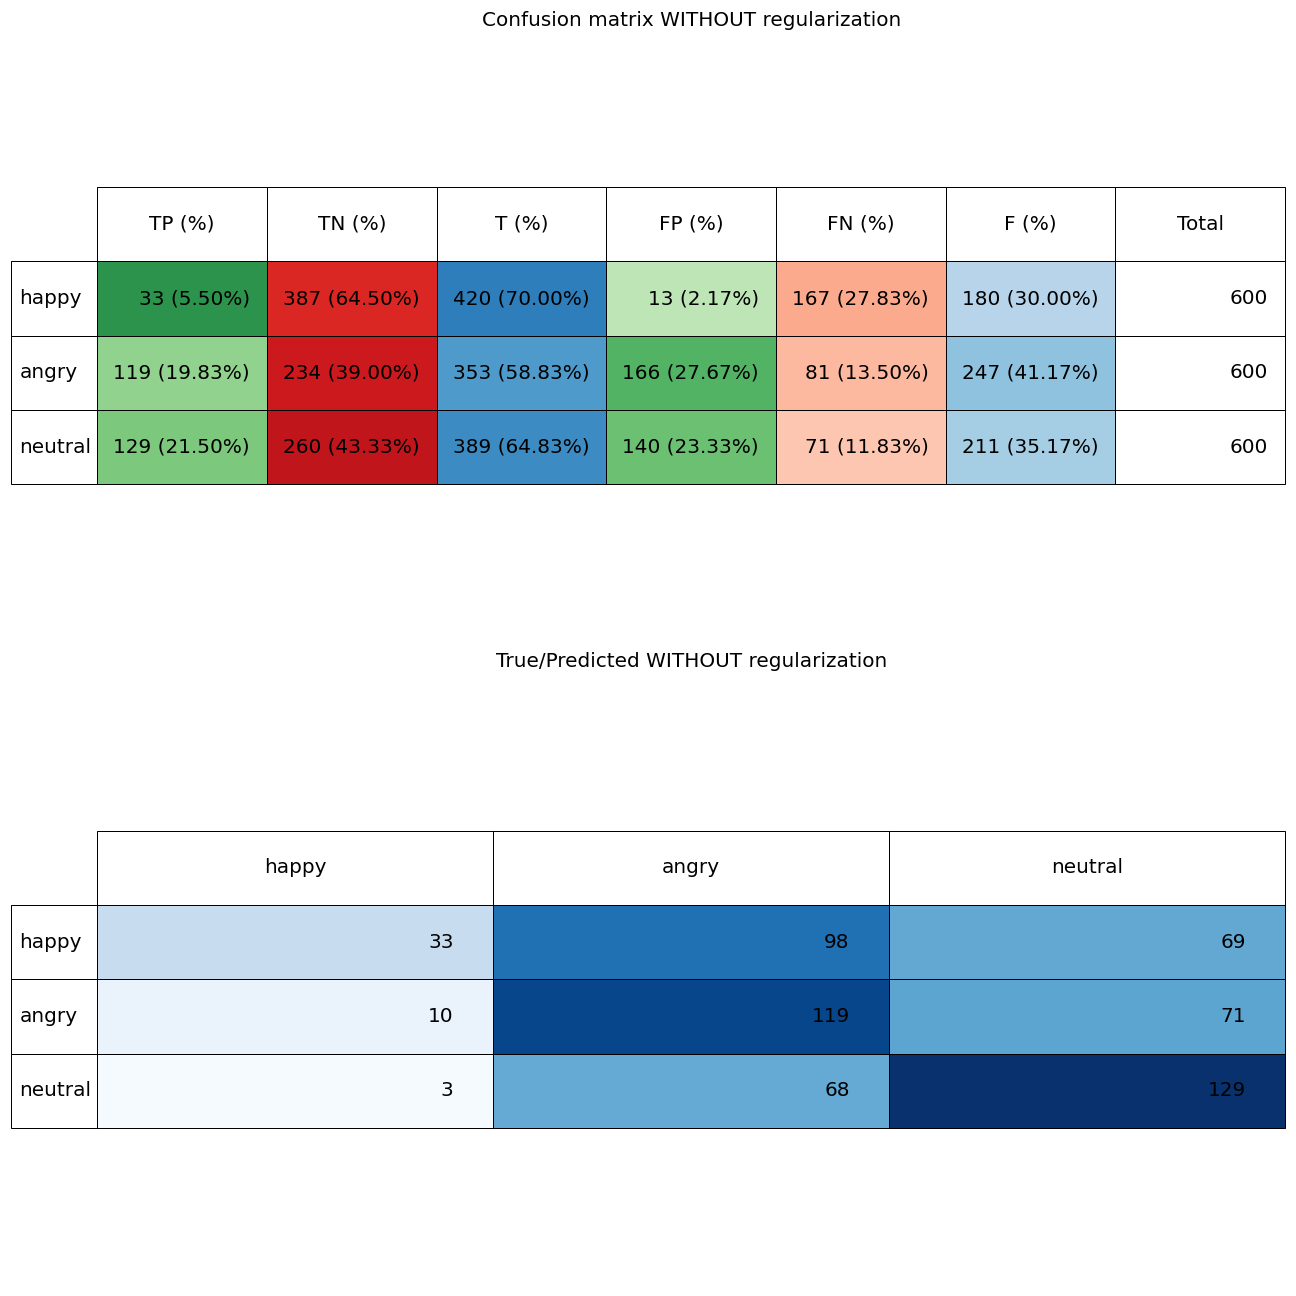 Confusion matrix WITHOUT regularization
TP (%) TN (%) T (%) FP (%) FN (%) F (%) Total
happy 33 (5.50%) 387 (64.50%) 420 (70.00%) 13 (2.17%) 167 (27.83%) 180 (30.00%) 600
angry 119 (19.83%) 234 (39.00%) 353 (58.83%) 166 (27.67%) 81 (13.50%) 247 (41.17%) 600
neutral 129 (21.50%) 260 (43.33%) 389 (64.83%) 140 (23.33%) 71 (11.83%) 211 (35.17%) 600
True/Predicted WITHOUT regularization
happy angry neutral
happy 33 98 69
angry 10 119 71
neutral 3 68 129